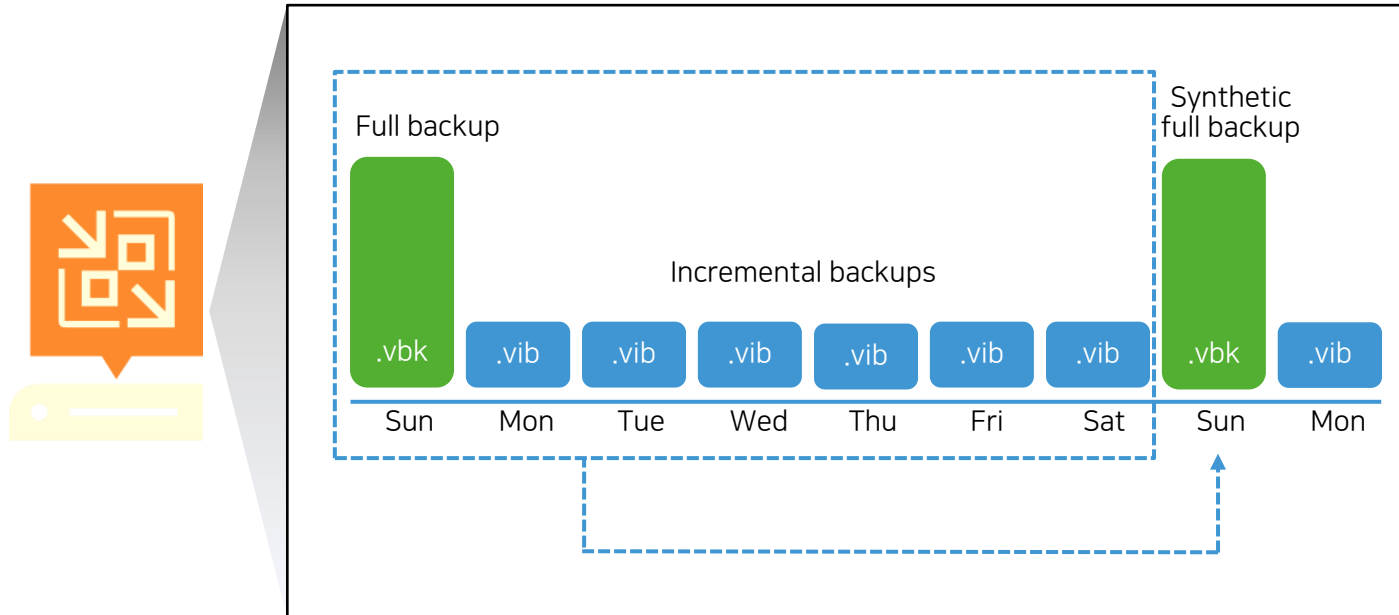 Full backup
Synthetic
full backup
Incremental backups
.vbk .vib .vib .vib .vib .vib .vib .vbk .vib
Sun Mon Tue Wed Thu Fri Sat Sun Mon